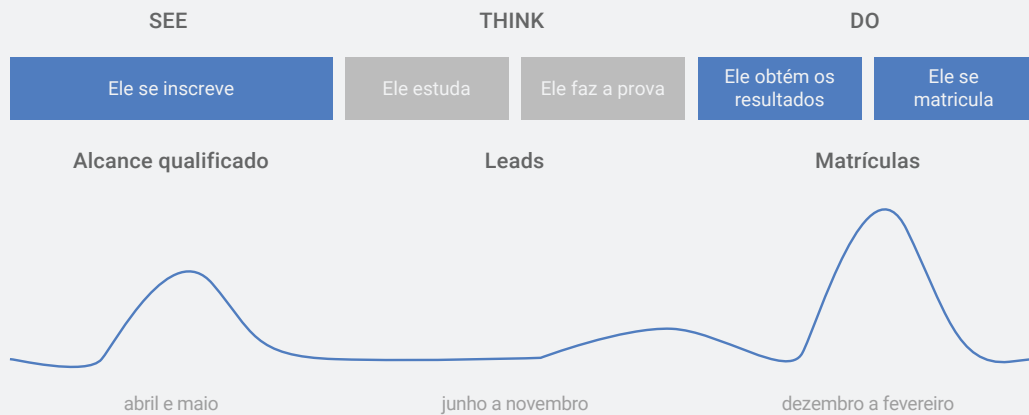 SEE
THINK
DO
Ele se inscreve
Ele estuda
Ele faz a prova
Ele obtém os
resultados
Ele se
matricula
Alcance qualificado
Leads
Matrículas
abril e maio
junho a novembro
dezembro a fevereiro